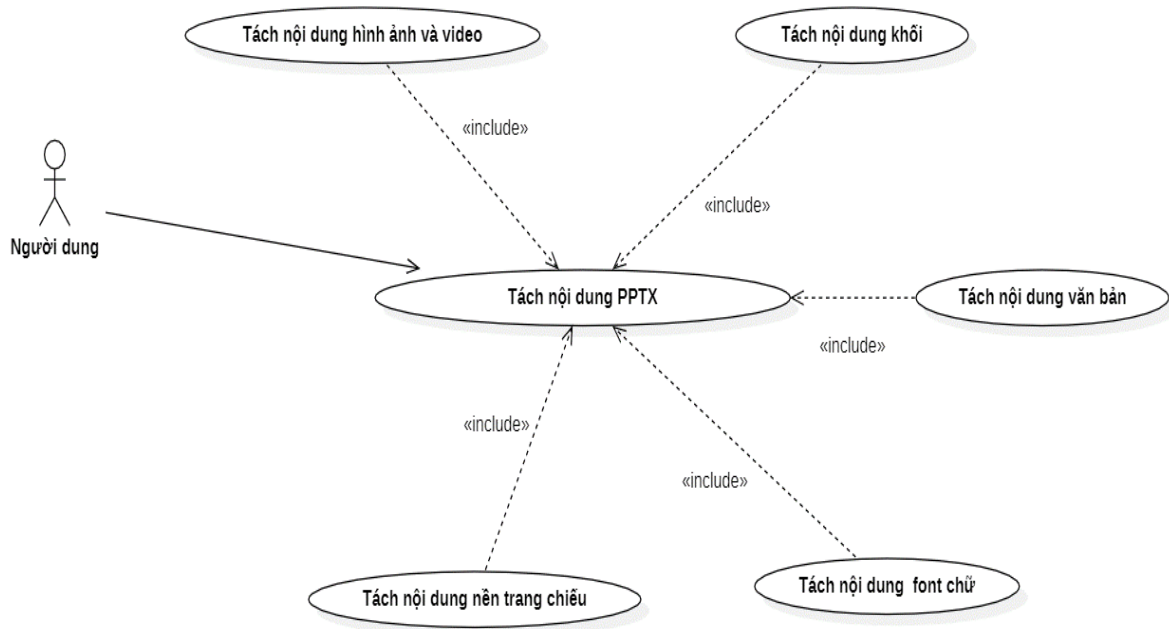 Tách nội dung hình ảnh và video
Tách nội dung khối
«include»
«include»
Người dung
Tách nội dung PPTX
Tách nội dung văn bản
«include»
«include»
«include»
Tách nội dung nền trang chiếu
Tách nội dung  font chữ